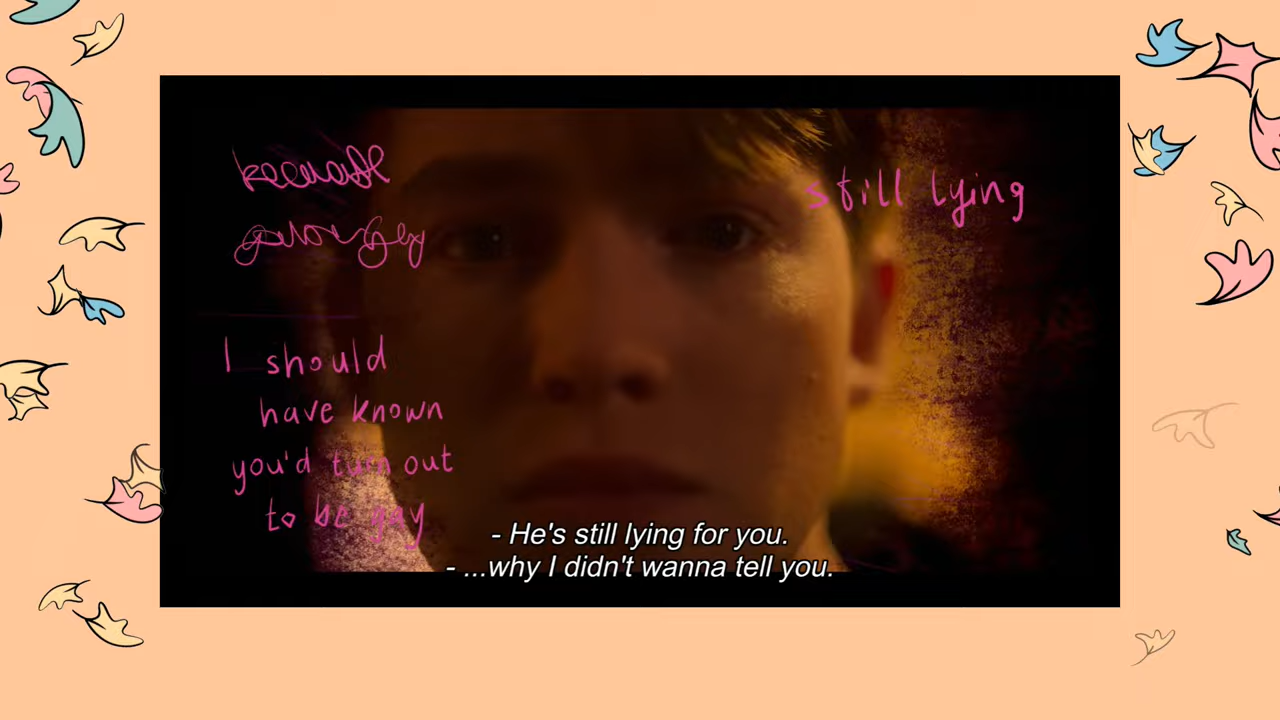 still lying
I should
have known
you'd turn out
to be gay
- He's still lying for you.
- ...why I didn't wanna tell you.